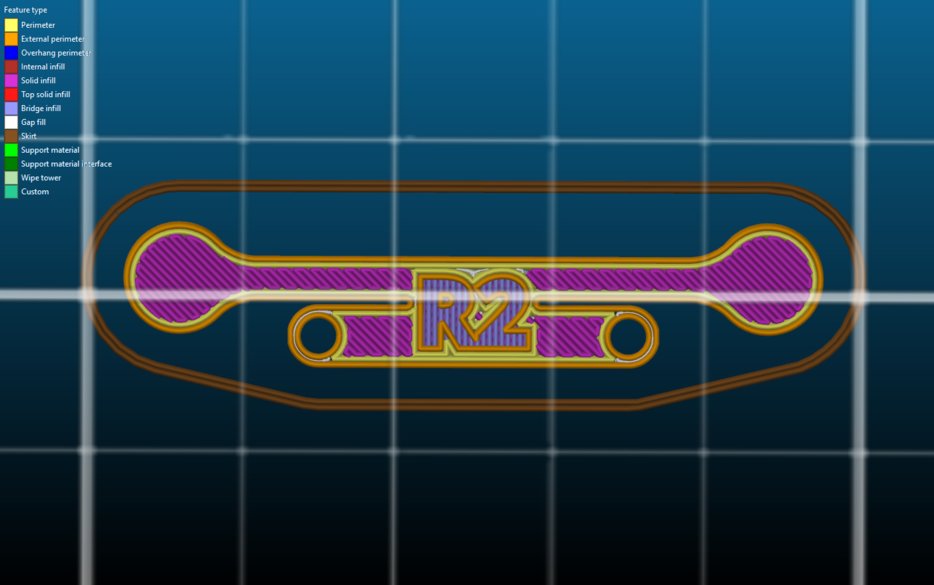 Feature type
Perimeter
External perimeter
Overhang perimeter
Internal infill
Solid infill
Top solid infill
Bridge infill
Gap fill
Skirt
Support material
Support material interface
Wipe tower
Custom
R2